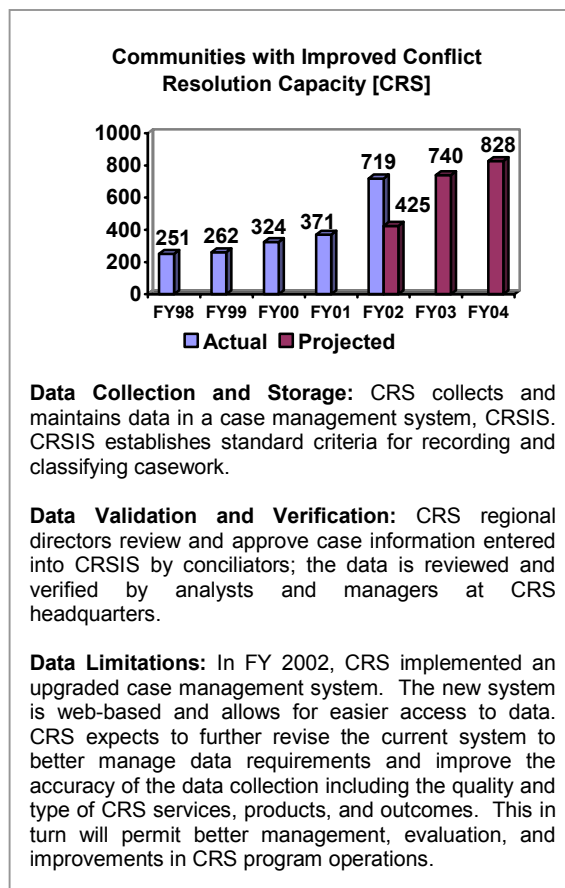 Communities with Improved Conflict
Resolution Capacity [CRS]
1000
800
600
400
200
0
251
262
324
371
719
425
740
828
FY98 FY99 FY00 FY01 FY02 FY03 FY04
Actual Projected
Data Collection and Storage: CRS collects and
maintains data in a case management system, CRSIS.
CRSIS establishes standard criteria for recording and
classifying casework.
Data Validation and Verification: CRS regional
directors review and approve case information entered
into CRSIS by conciliators; the data is reviewed and
verified by analysts and managers at CRS
headquarters.
Data Limitations: In FY 2002, CRS implemented an
upgraded case management system. The new system
is web-based and allows for easier access to data.
CRS expects to further revise the current system to
better manage data requirements and improve the
accuracy of the data collection including the quality and
type of CRS services, products, and outcomes. This in
turn will permit better management, evaluation, and
improvements in CRS program operations.